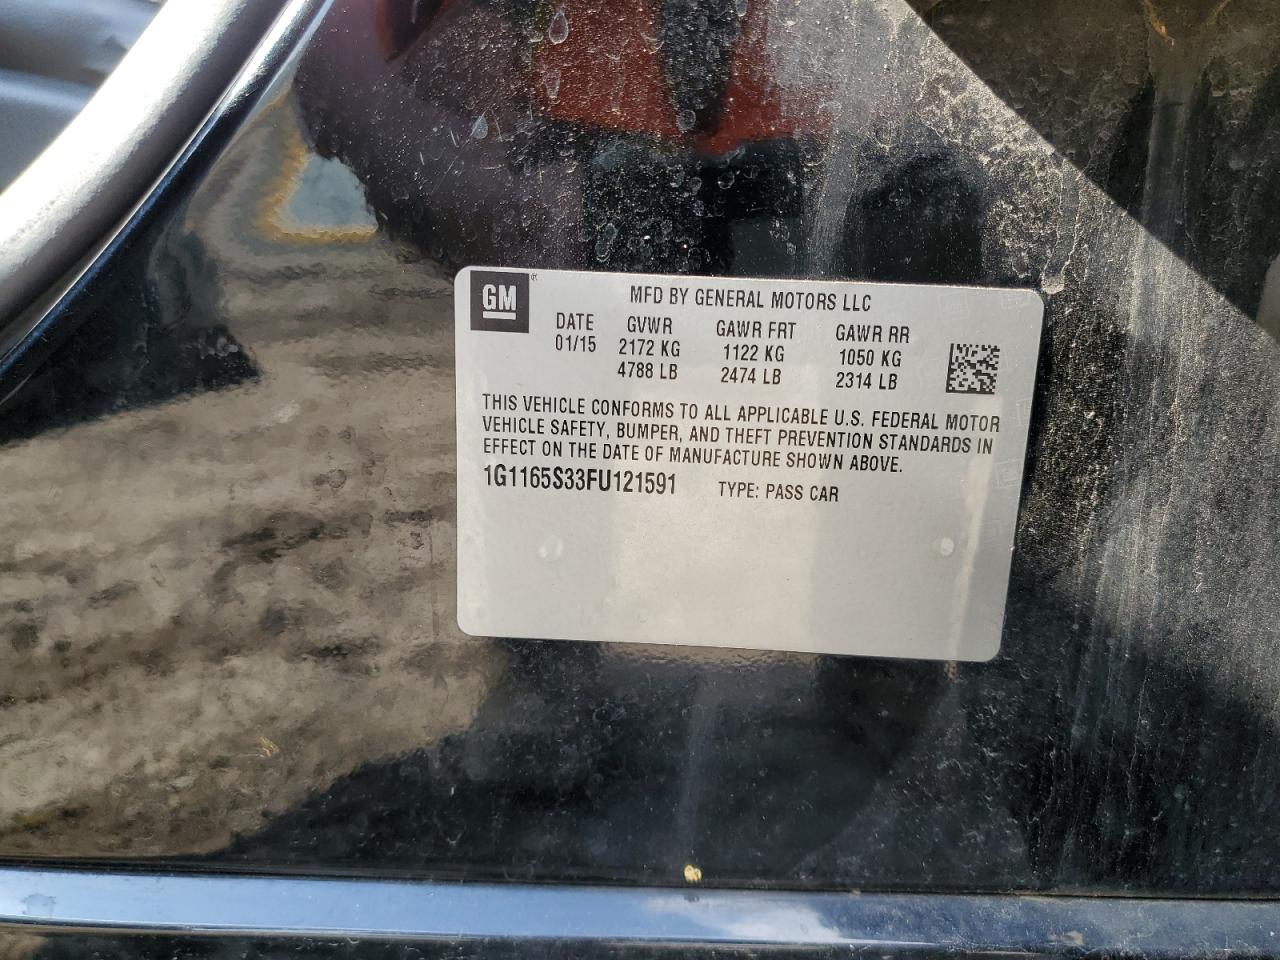 GM®
MFD BY GENERAL MOTORS LLC
DATE GVWR GAWR FRT GAWR RR
01/15 2172 KG 1122 KG 1050 KG
4788 LB 2474 LB 2314 LB
THIS VEHICLE CONFORMS TO ALL APPLICABLE U.S. FEDERAL MOTOR
VEHICLE SAFETY, BUMPER, AND THEFT PREVENTION STANDARDS IN
EFFECT ON THE DATE OF MANUFACTURE SHOWN ABOVE.
1G1165S33FU121591 TYPE: PASS CAR